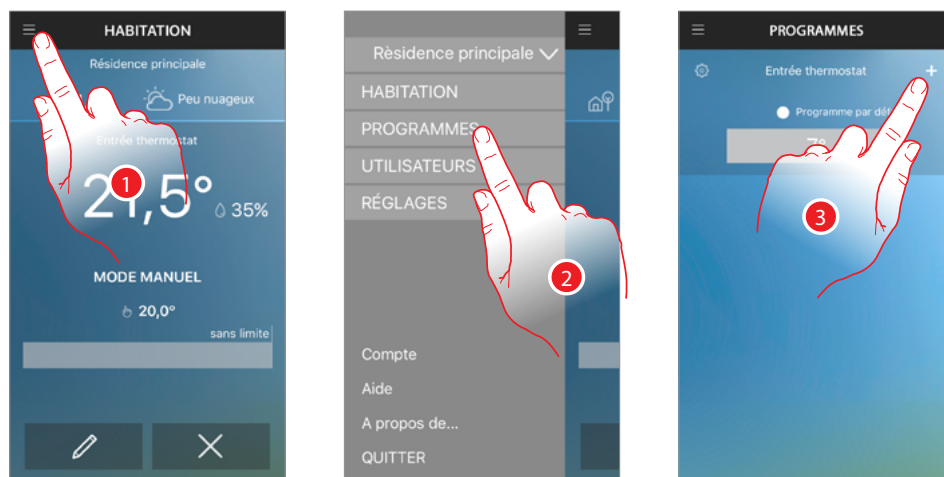 HABITATION
Résidence principale
Peu nuageux
Entrée thermostat
21,5°
35%
MODE MANUEL
20,0°
sans limite
1
Rèsidence principale
HABITATION
PROGRAMMES
UTILISATEURS
RÉGLAGES
2
Compte
Aide
A propos de...
QUITTER
PROGRAMMES
Entrée thermostat
+
Programme par
3